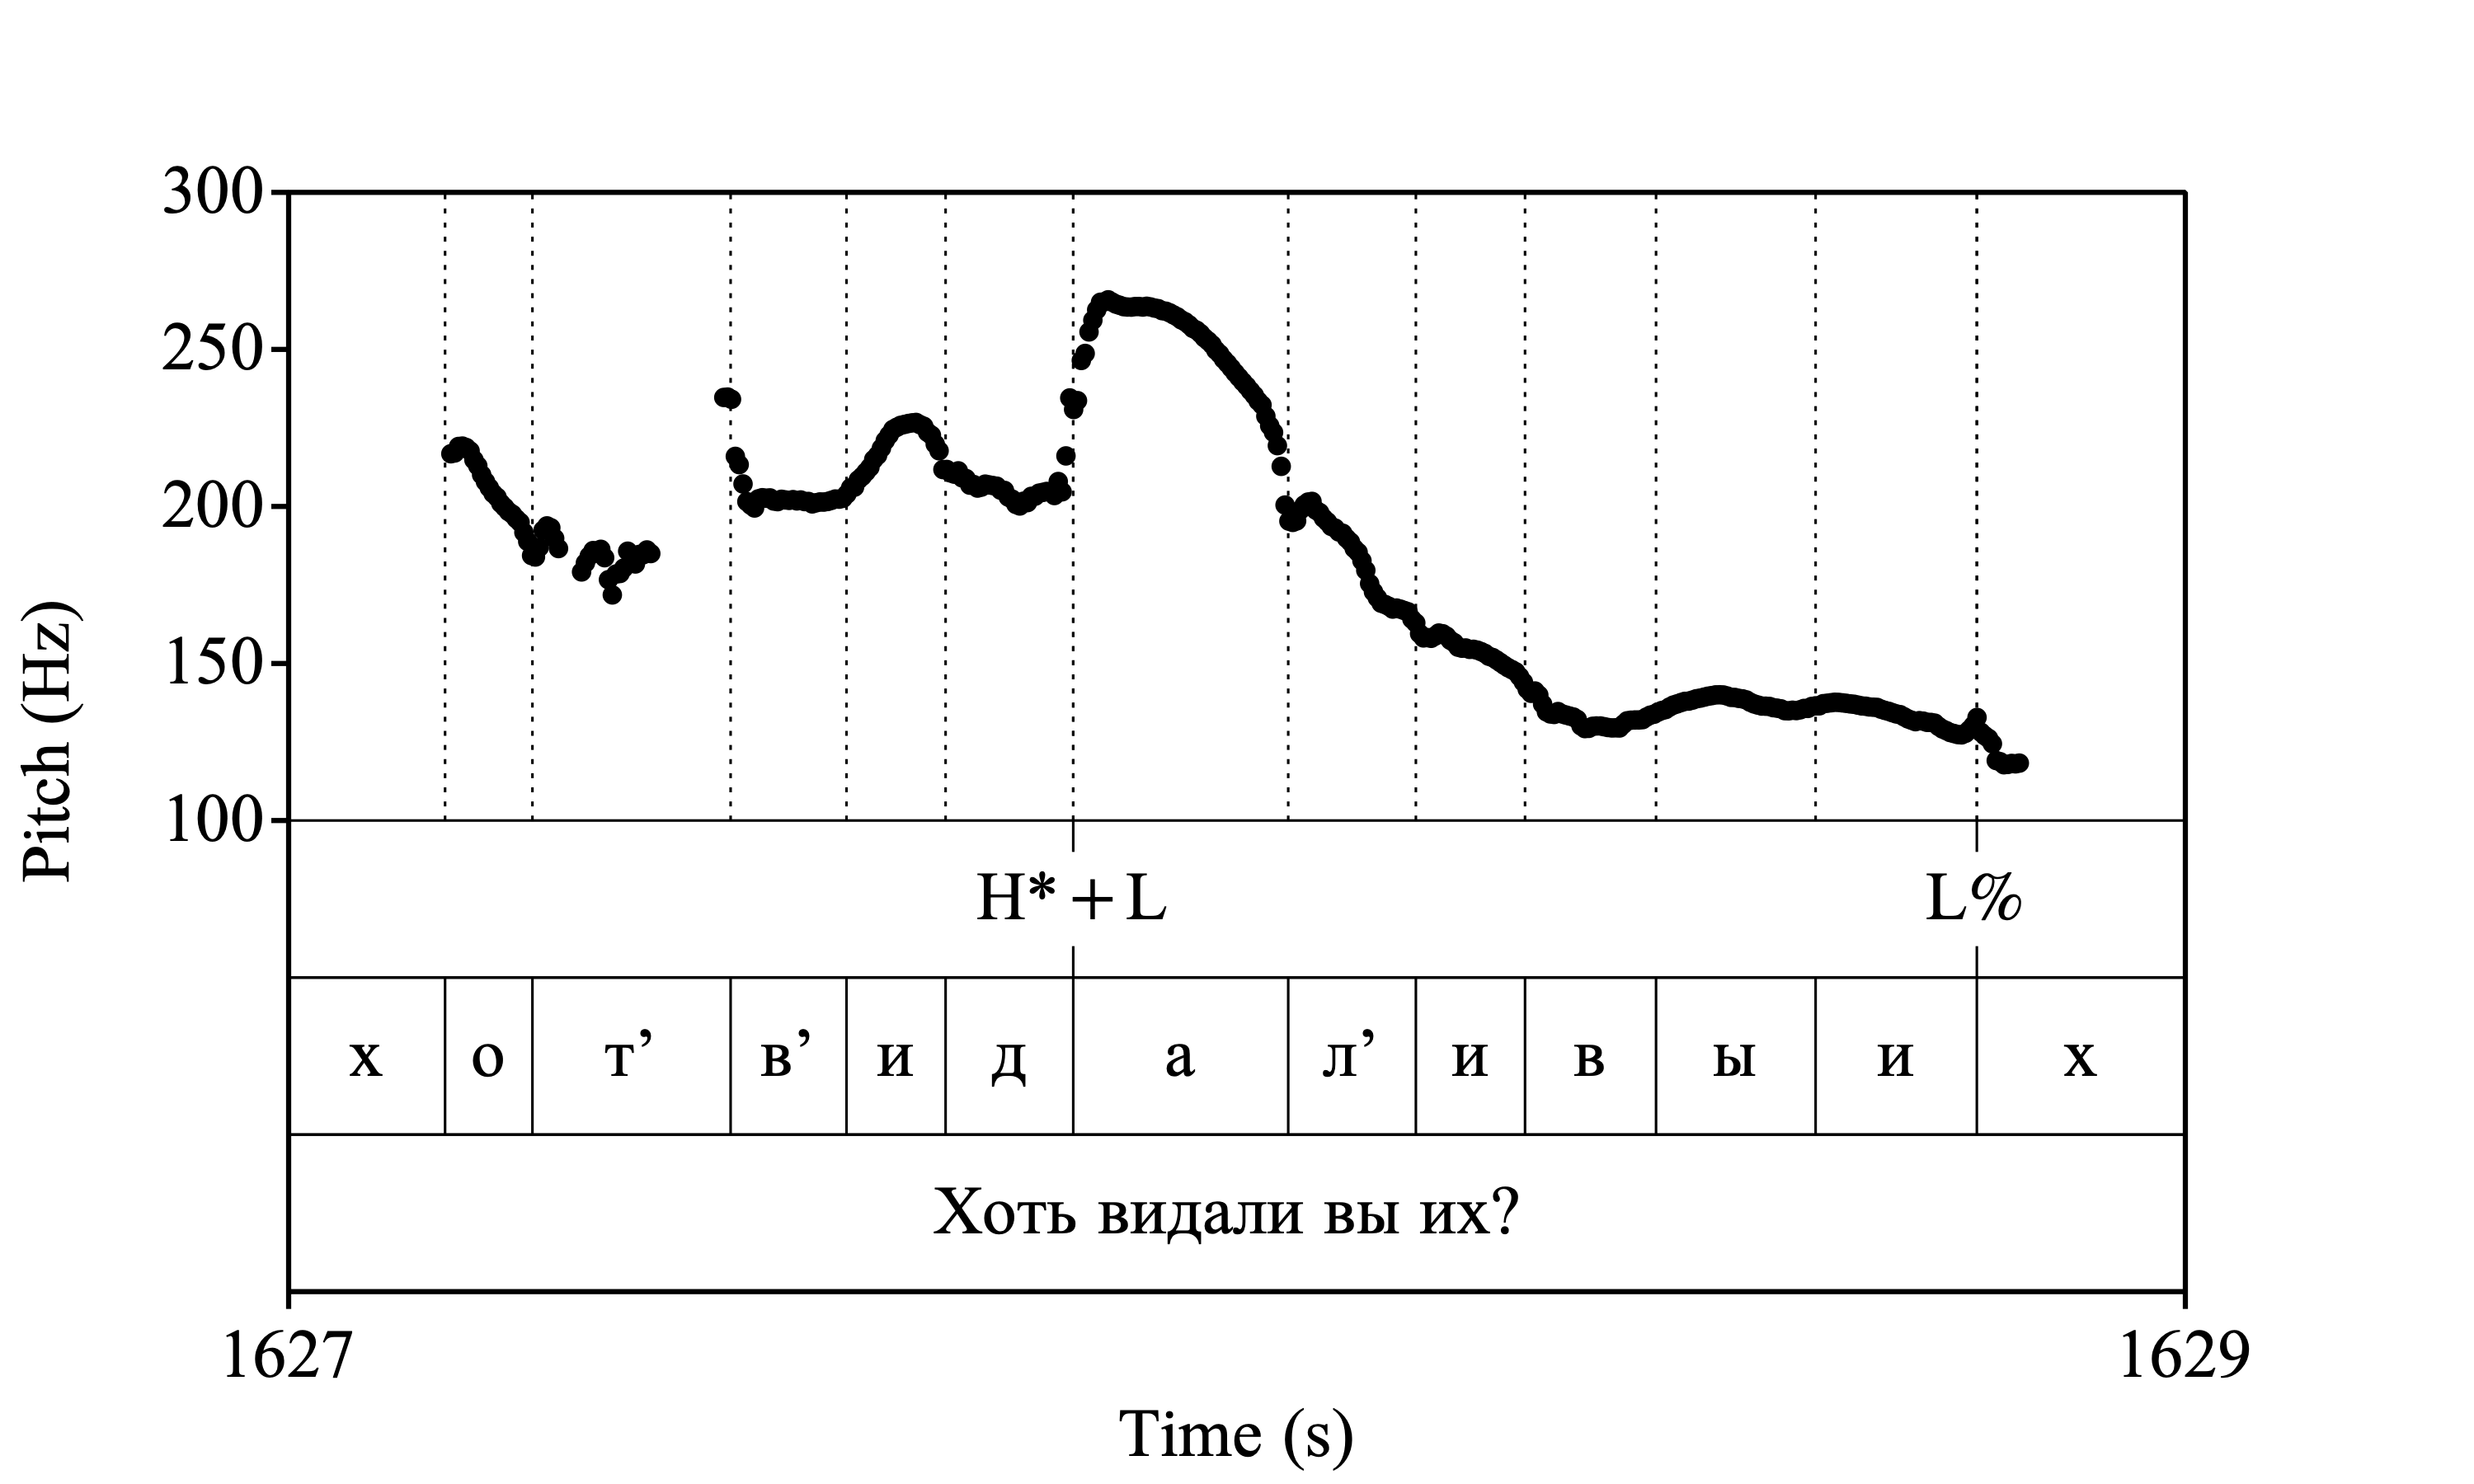 300
250
200
150
100
Pitch (Hz)
H*+L L%
х о т’ в’ и д а л’ и в ы и х
Хоть видали вы их?
1627 1629
Time (s)